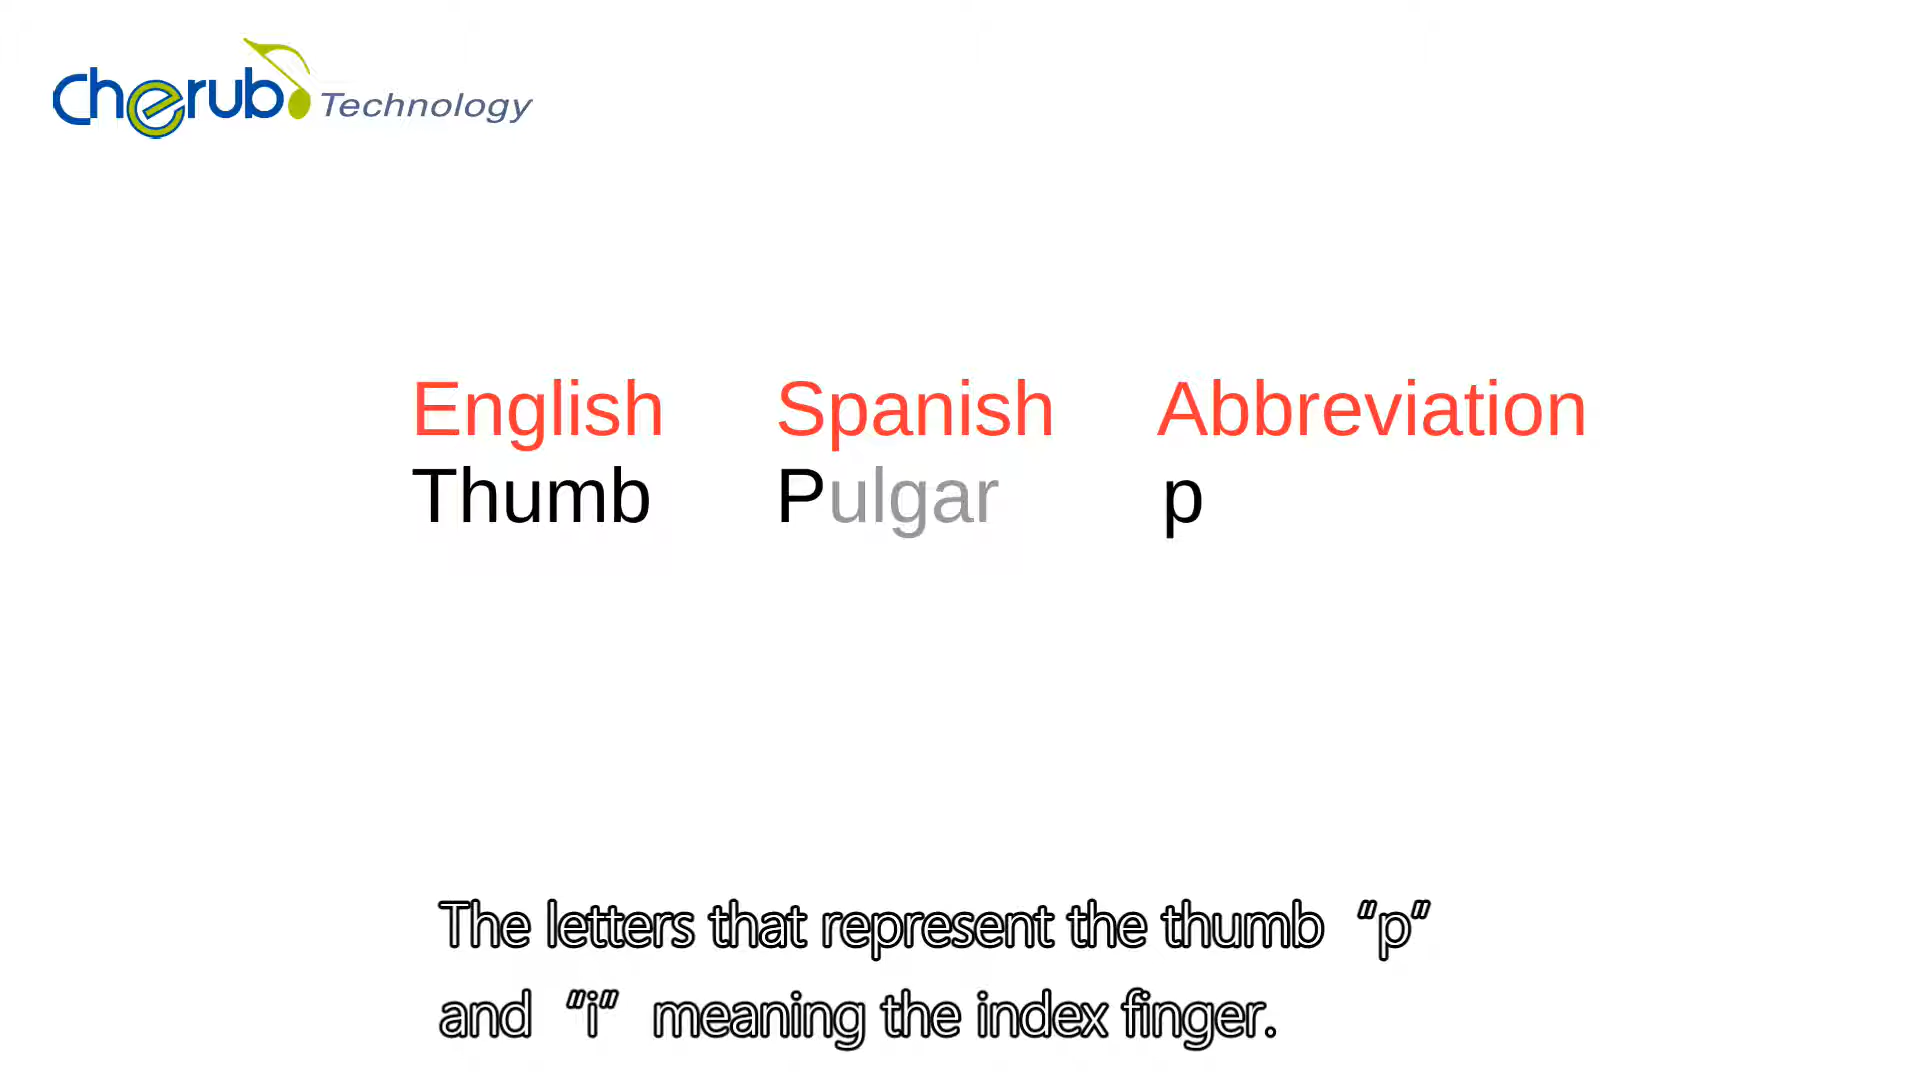 cherub Technology
English Spanish Abbreviation
Thumb Pulgar p
The letters that represent the thumb “p”
and “i” meaning the index finger.